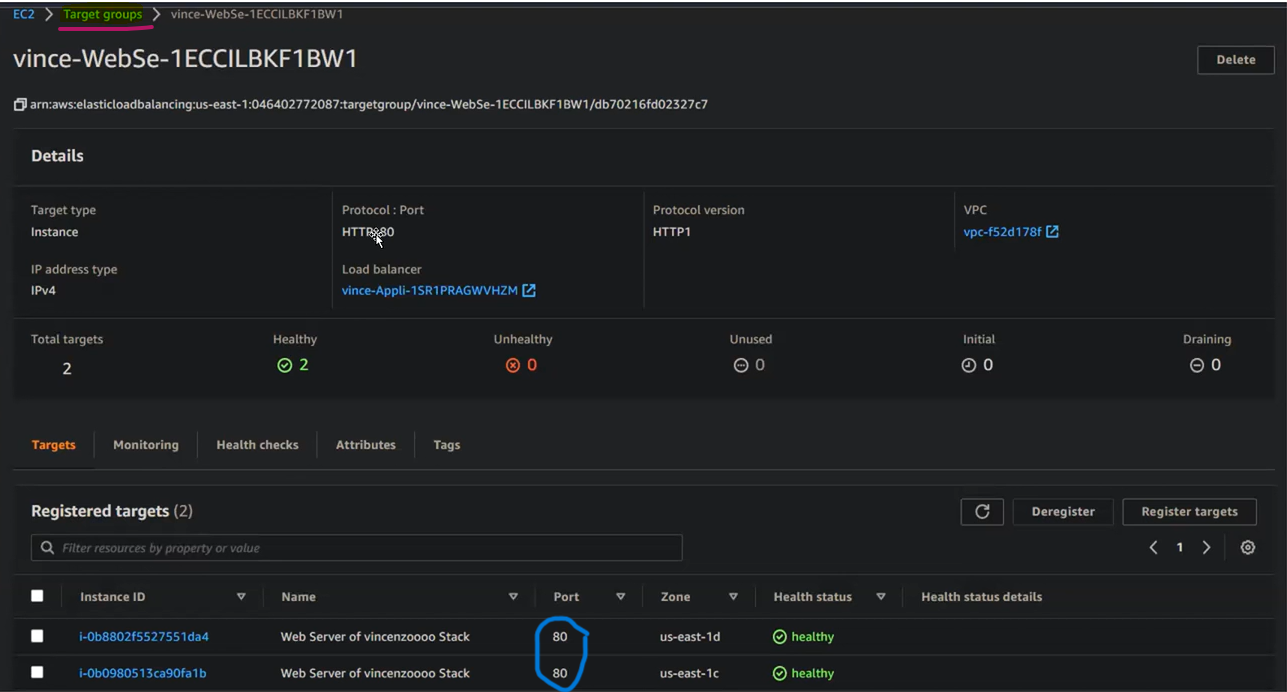 EC2 > Target groups > vince-WebSe-1ECCILBKF1BW1
vince-WebSe-1ECCILBKF1BW1
Delete
arn:aws:elasticloadbalancing:us-east-1:046402772087:targetgroup/vince-WebSe-1ECCILBKF1BW1/db70216fd02327c7
Details
Target type
Instance
Protocol : Port
HTTP: 80
Protocol version
HTTP1
VPC
vpc-f52d178f
IP address type
IPv4
Load balancer
vince-Appli-1SR1PRAGWVHZM
Total targets
2
Healthy
2
Unhealthy
0
Unused
0
Initial
0
Draining
0
Targets Monitoring Health checks Attributes Tags
Registered targets (2)
Deregister Register targets
Filter resources by property or value
1
Instance ID Name Port Zone Health status Health status details
i-0b8802f5527551da4 Web Server of vincenzoooo Stack 80 us-east-1d healthy
i-0b0980513ca90fa1b Web Server of vincenzoooo Stack 80 us-east-1c healthy